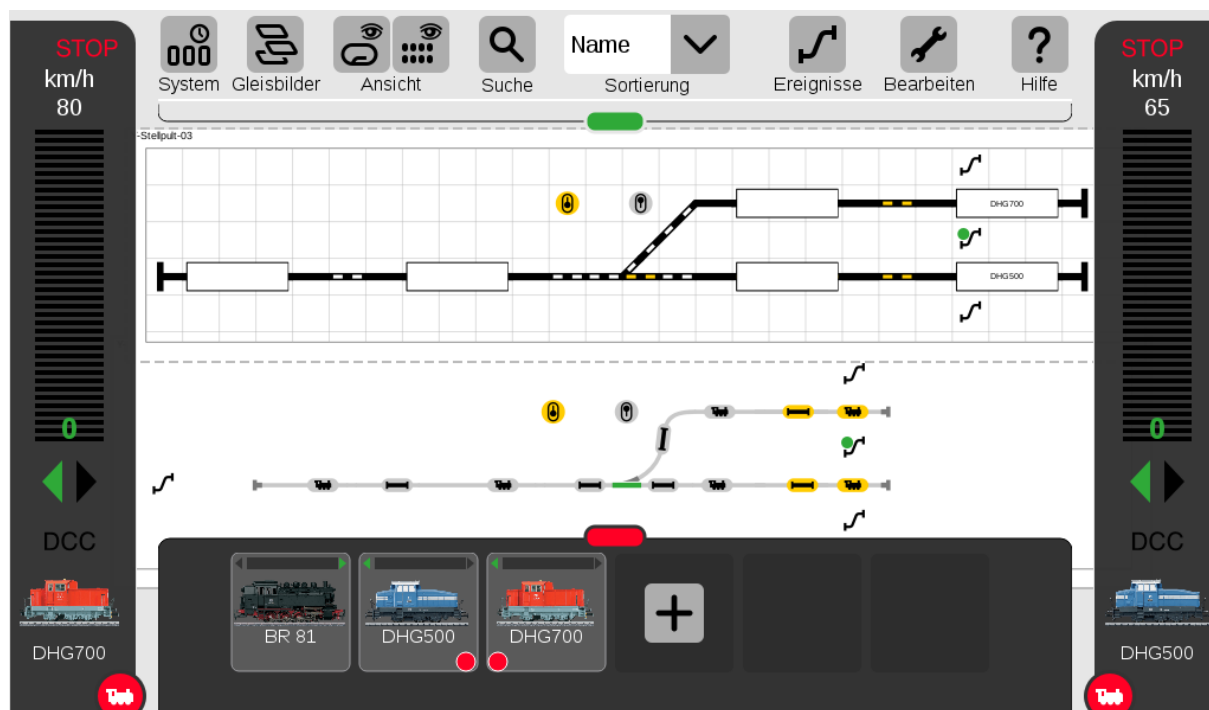 STOP
km/h
80
0
DCC
DHG700
System
Gleisbilder
Ansicht
Suche
Name
Sortierung
Ereignisse
Bearbeiten
Hilfe
-Stellpult-03
DHG700
DHG500
BR 81
DHG500
DHG700
STOP
km/h
65
0
DCC
DHG500